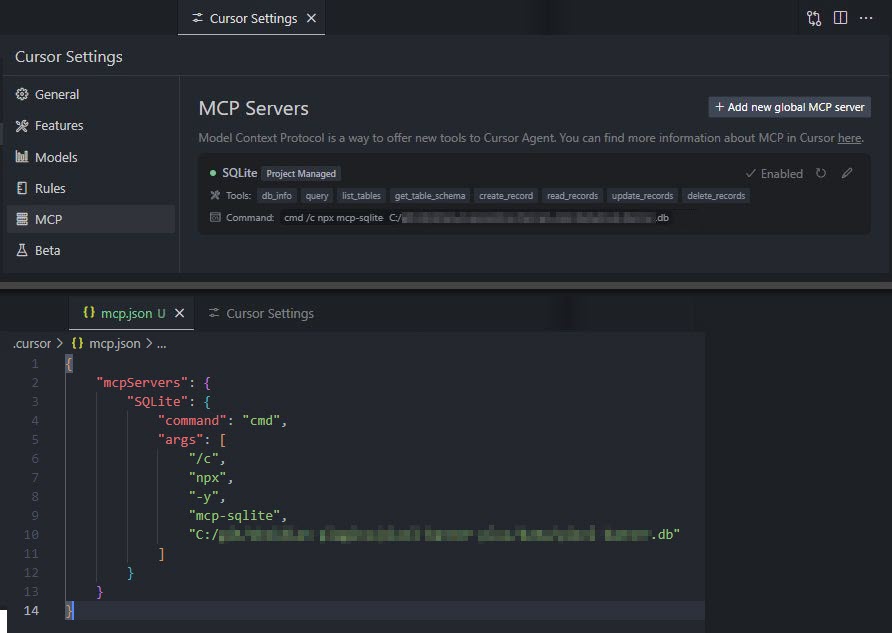 Cursor Settings
Cursor Settings
General
Features
Models
Rules
MCP
Beta
MCP Servers
+ Add new global MCP server
Model Context Protocol is a way to offer new tools to Cursor Agent. You can find more information about MCP in Cursor here.
SQLite Project Managed
Enabled
Tools: db_info query list_tables get_table_schema create_record read_records update_records delete_records
Command: cmd /c npx mcp-sqlite C:/ .db
{} mcp.json U
Cursor Settings
.cursor > {} mcp.json > ...
1 {
2 "mcpServers": {
3 "SQLite": {
4 "command": "cmd",
5 "args": [
6 "/c",
7 "npx",
8 "-y",
9 "mcp-sqlite",
10 "C:/ .db"
11 ]
12 }
13 }
14 }